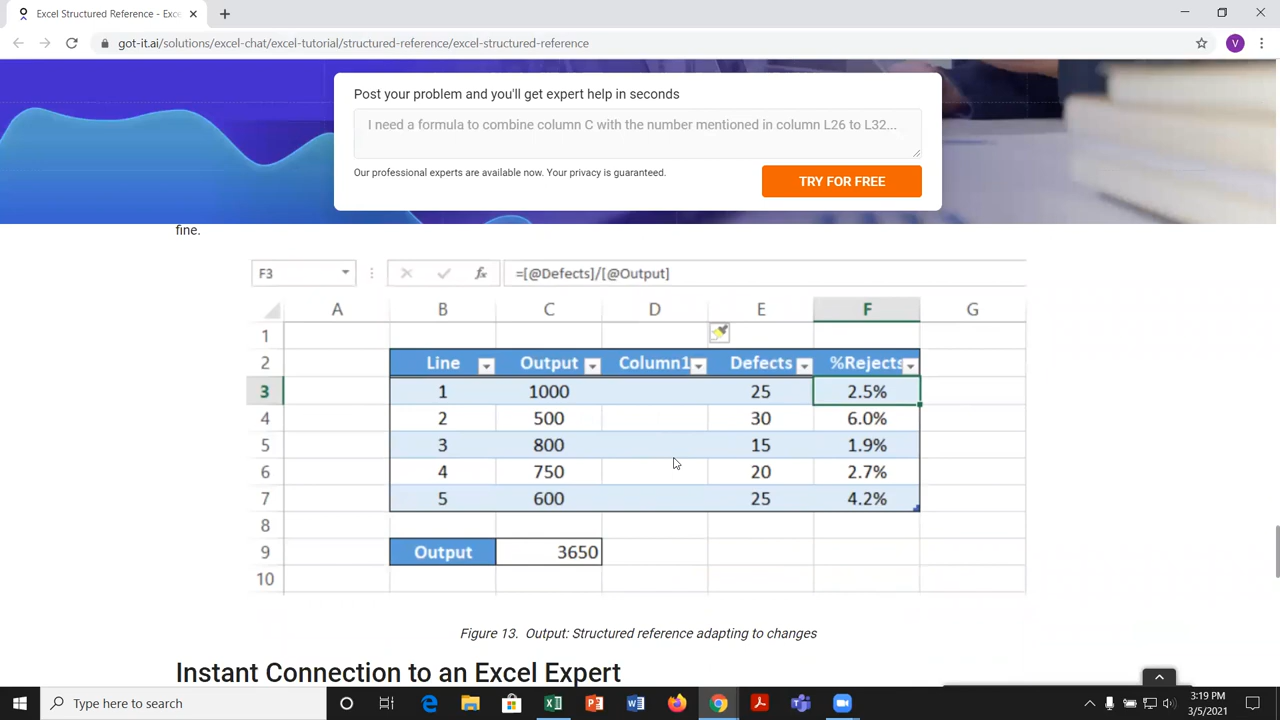 Excel Structured Reference - Exc
got-it.ai/solutions/excel-chat/excel-tutorial/structured-reference/excel-structured-reference
V
Post your problem and you'll get expert help in seconds
I need a formula to combine column C with the number mentioned in column L26 to L32...
Our professional experts are available now. Your privacy is guaranteed.
TRY FOR FREE
fine.
F3 fx =[@Defects]/[@Output]
A B C D E F G
1
2 Line Output Column1 Defects %Rejects
3 1 1000 25 2.5%
4 2 500 30 6.0%
5 3 800 15 1.9%
6 4 750 20 2.7%
7 5 600 25 4.2%
8
9 Output 3650
10
Figure 13. Output: Structured reference adapting to changes
Instant Connection to an Excel Expert
Type here to search
3:19 PM
3/5/2021